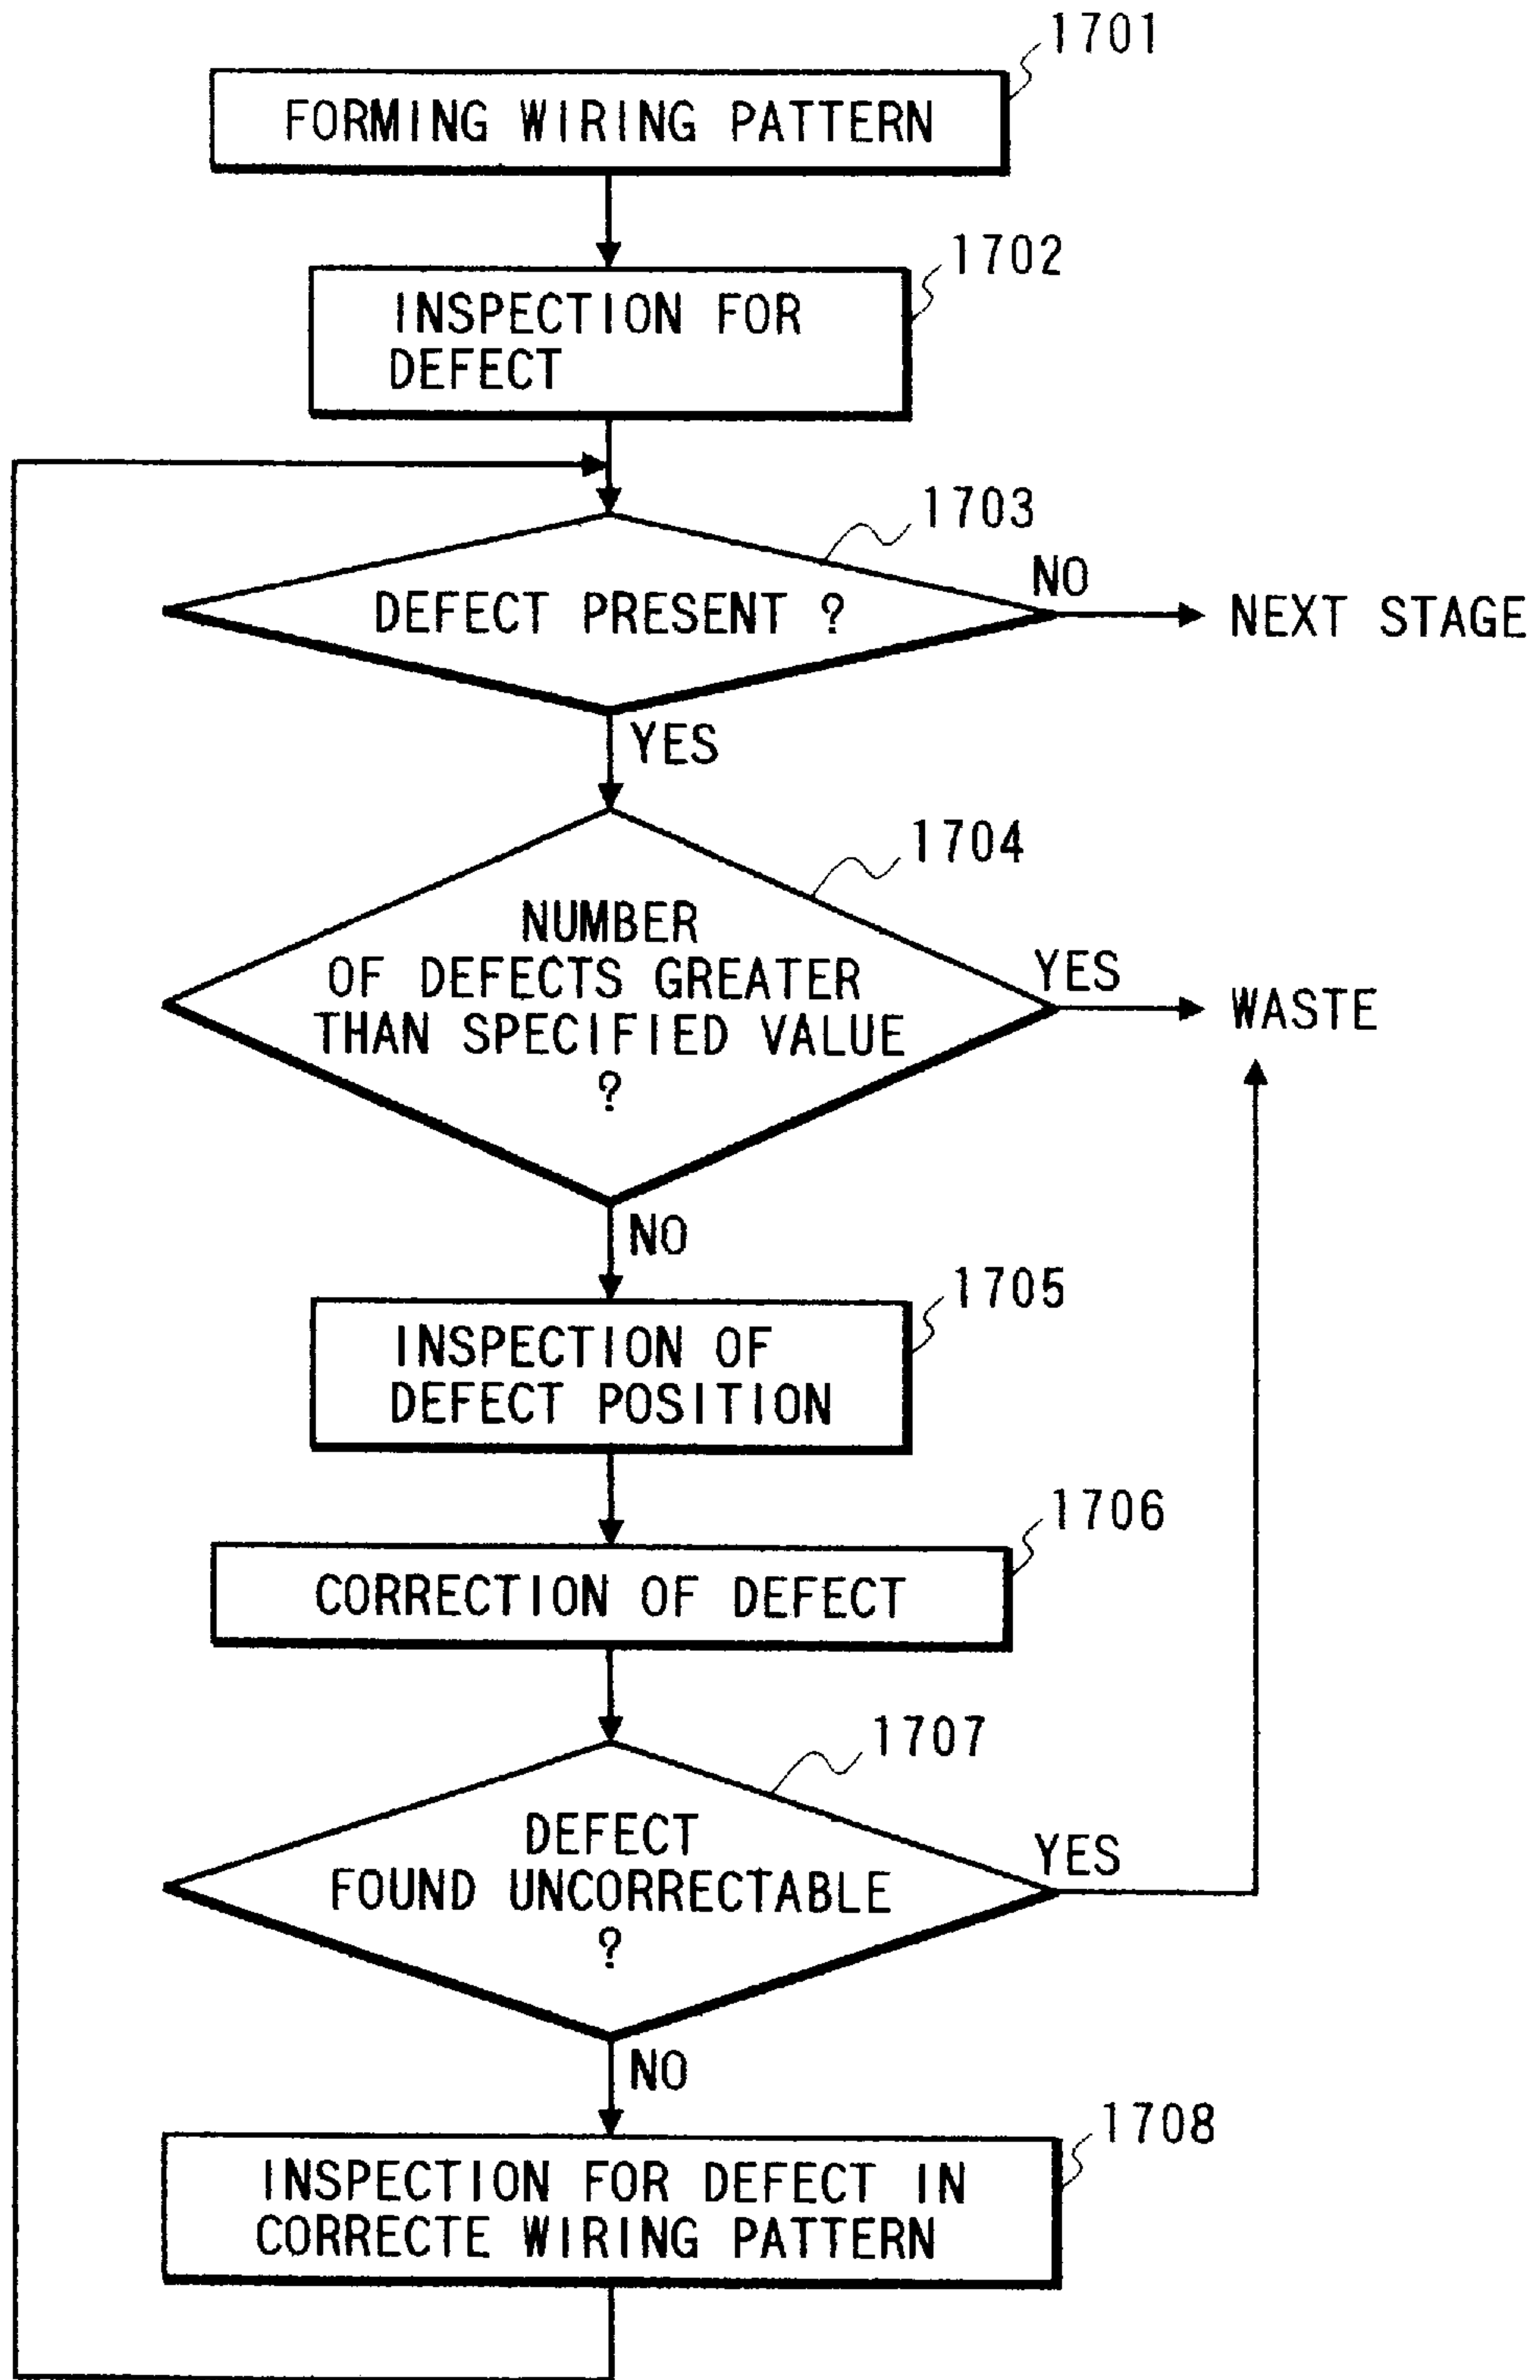 1701
FORMING WIRING PATTERN
1702
INSPECTION FOR
DEFECT
1703
DEFECT PRESENT ?
NO
NEXT STAGE
YES
1704
NUMBER
OF DEFECTS GREATER
THAN SPECIFIED VALUE
?
YES
WASTE
NO
1705
INSPECTION OF
DEFECT POSITION
1706
CORRECTION OF DEFECT
1707
DEFECT
FOUND UNCORRECTABLE
?
YES
NO
1708
INSPECTION FOR DEFECT IN
CORRECTE WIRING PATTERN